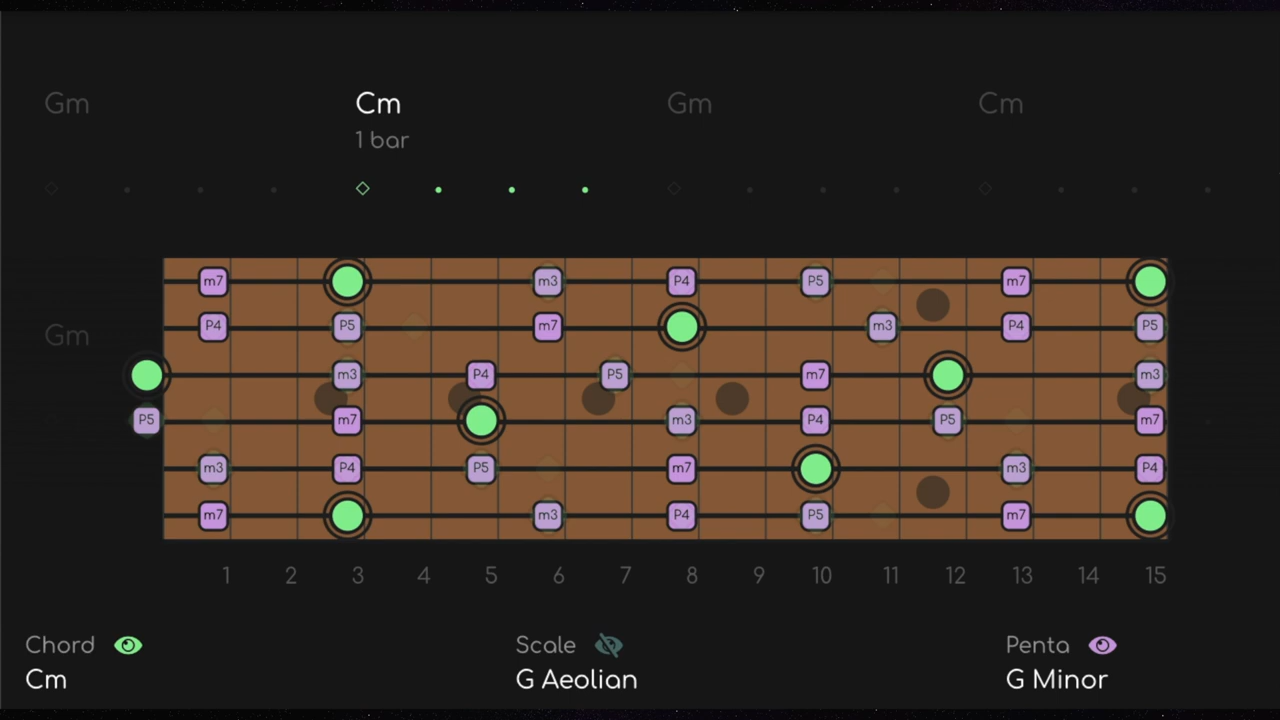 Gm Cm Gm Cm
1 bar
m7 m3 P4 P5 m7
Gm P4 P5 m7 m3 P4 P5
m3 P4 P5 m7 m3
P5 m7 m3 P4 P5 m7
m3 P4 P5 m7 m3 P4
m7 m3 P4 P5 m7
1 2 3 4 5 6 7 8 9 10 11 12 13 14 15
Chord Scale Penta
Cm G Aeolian G Minor